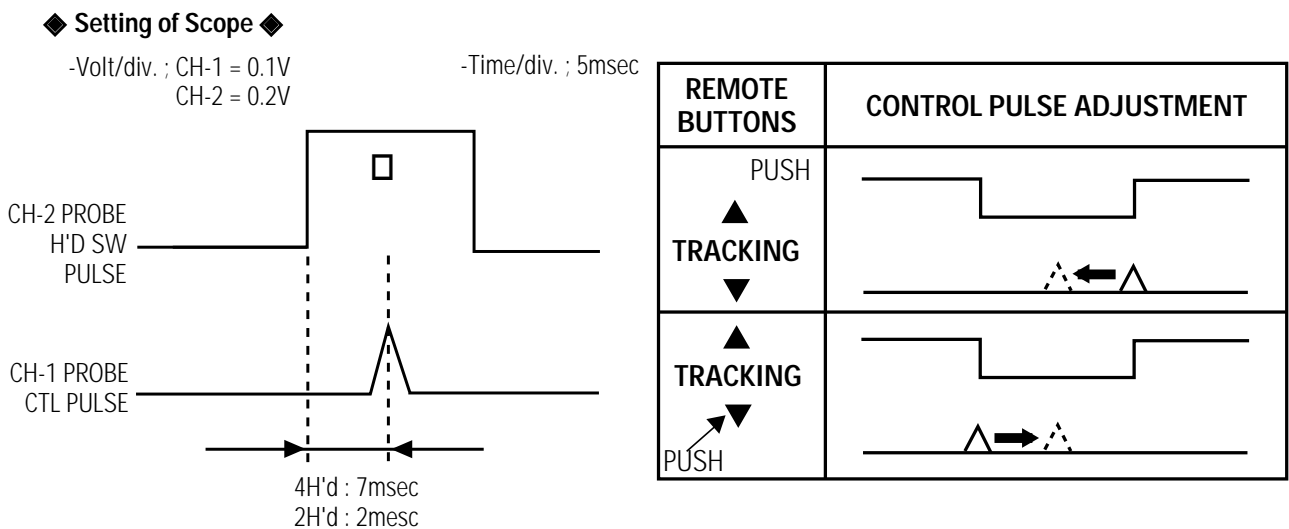 ◆ Setting of Scope ◆
-Volt/div. ; CH-1 = 0.1V
CH-2 = 0.2V
-Time/div. ; 5msec
CH-2 PROBE
H'D SW
PULSE
CH-1 PROBE
CTL PULSE
4H'd : 7msec
2H'd : 2mesc
REMOTE
BUTTONS
CONTROL PULSE ADJUSTMENT
PUSH
▲
TRACKING
▼
▲
TRACKING
▼
PUSH